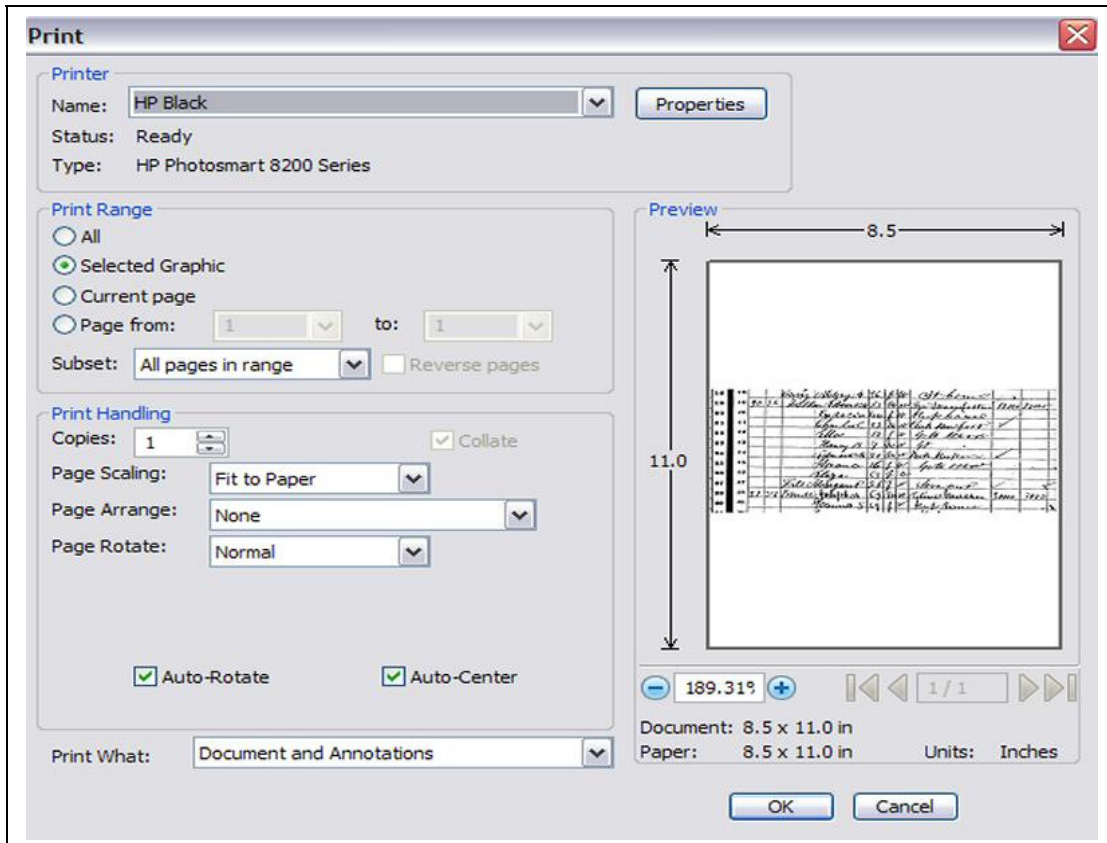 Print
Printer
Name: HP Black Properties
Status: Ready
Type: HP Photosmart 8200 Series
Print Range
All
Selected Graphic
Current page
Page from: 1 to: 1
Subset: All pages in range Reverse pages
Print Handling
Copies: 1 Collate
Page Scaling: Fit to Paper
Page Arrange: None
Page Rotate: Normal
Auto-Rotate Auto-Center
Print What: Document and Annotations
Preview
8.5
11.0
189.319
1 / 1
Document: 8.5 x 11.0 in
Paper: 8.5 x 11.0 in Units: Inches
OK Cancel